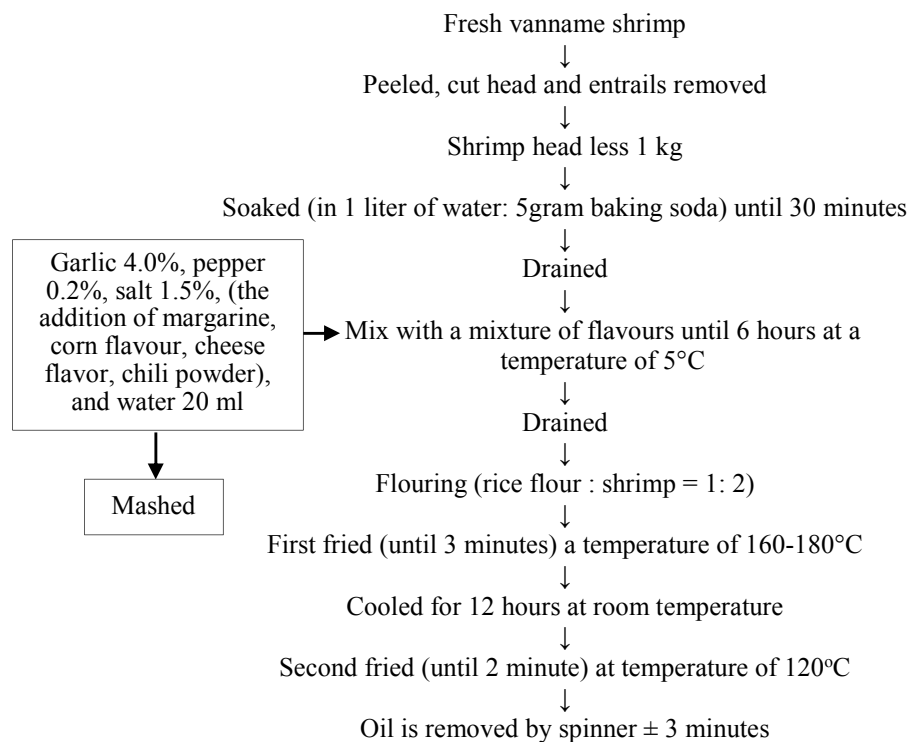 Fresh vanname shrimp
↓
Peeled, cut head and entrails removed
↓
Shrimp head less 1 kg
↓
Soaked (in 1 liter of water: 5gram baking soda) until 30 minutes
↓
Drained
↓
Garlic 4.0%, pepper
0.2%, salt 1.5%, (the
addition of margarine,
corn flavour, cheese
flavor, chili powder),
and water 20 ml
Mashed
Mix with a mixture of flavours until 6 hours at a
temperature of 5°C
↓
Drained
↓
Flouring (rice flour : shrimp = 1: 2)
↓
First fried (until 3 minutes) a temperature of 160-180°C
↓
Cooled for 12 hours at room temperature
↓
Second fried (until 2 minute) at temperature of 120°C
↓
Oil is removed by spinner ± 3 minutes